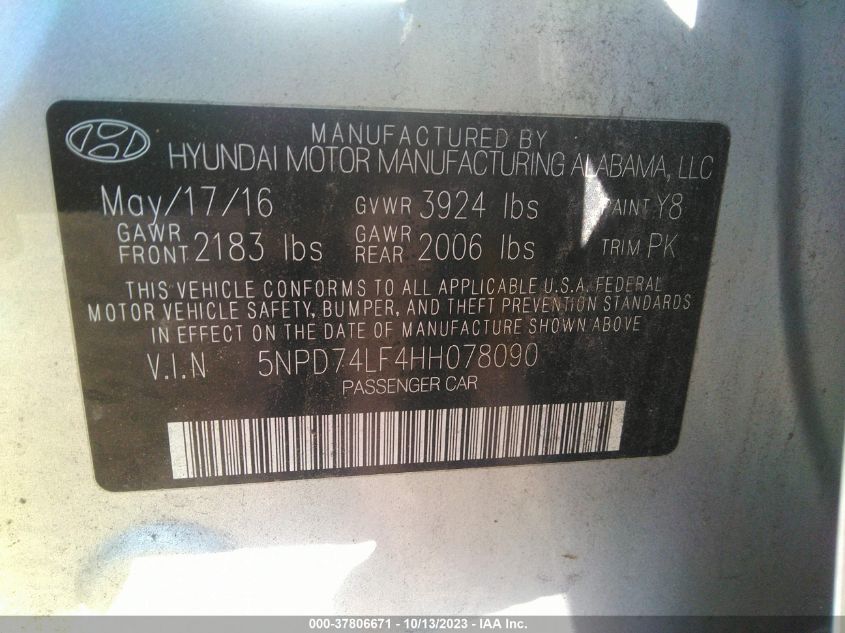 MANUFACTURED BY
HYUNDAI MOTOR MANUFACTURING ALABAMA, LLC
May/17/16 GVWR 3924 lbs PAINT Y8
GAWR FRONT 2183 lbs GAWR REAR 2006 lbs TRIM PK
THIS VEHICLE CONFORMS TO ALL APPLICABLE U.S.A. FEDERAL
MOTOR VEHICLE SAFETY, BUMPER, AND THEFT PREVENTION STANDARDS
IN EFFECT ON THE DATE OF MANUFACTURE SHOWN ABOVE
V.I.N 5NPD74LF4HH078090
PASSENGER CAR
000-37806671 - 10/13/2023 - IAA Inc.